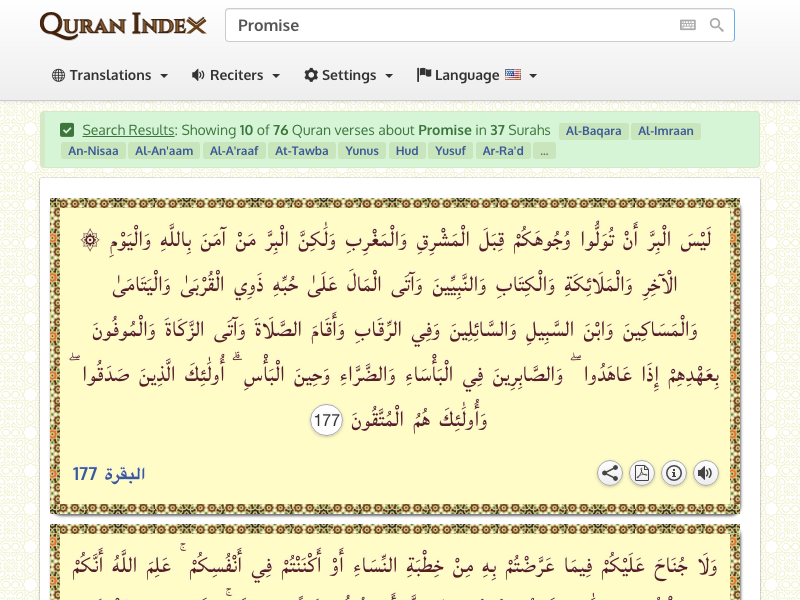 QURAN INDEX
Promise
Translations
Reciters
Settings
Language
Search Results: Showing 10 of 76 Quran verses about Promise in 37 Surahs Al-Baqara Al-Imraan
An-Nisaa Al-An'aam Al-A'raaf At-Tawba Yunus Hud Yusuf Ar-Ra'd ...
لَيْسَ الْبِرَّ أَنْ تُوَلُّوا وُجُوهَكُمْ قِبَلَ الْمَشْرِقِ وَالْمَغْرِبِ وَلَٰكِنَّ الْبِرَّ مَنْ آمَنَ بِاللَّهِ وَالْيَوْمِ ۞
الْآخِرِ وَالْمَلَائِكَةِ وَالْكِتَابِ وَالنَّبِيِّينَ وَآتَى الْمَالَ عَلَىٰ حُبِّهِ ذَوِي الْقُرْبَىٰ وَالْيَتَامَىٰ
وَالْمَسَاكِينَ وَابْنَ السَّبِيلِ وَالسَّائِلِينَ وَفِي الرِّقَابِ وَأَقَامَ الصَّلَاةَ وَآتَى الزَّكَاةَ وَالْمُوفُونَ
بِعَهْدِهِمْ إِذَا عَاهَدُوا ۖ وَالصَّابِرِينَ فِي الْبَأْسَاءِ وَالضَّرَّاءِ وَحِينَ الْبَأْسِ ۗ أُولَٰئِكَ الَّذِينَ صَدَقُوا ۖ
وَأُولَٰئِكَ هُمُ الْمُتَّقُونَ 177
البقرة 177
وَلَا جُنَاحَ عَلَيْكُمْ فِيمَا عَرَّضْتُمْ بِهِ مِنْ خِطْبَةِ النِّسَاءِ أَوْ أَكْنَنْتُمْ فِي أَنْفُسِكُمْ ۚ عَلِمَ اللَّهُ أَنَّكُمْ